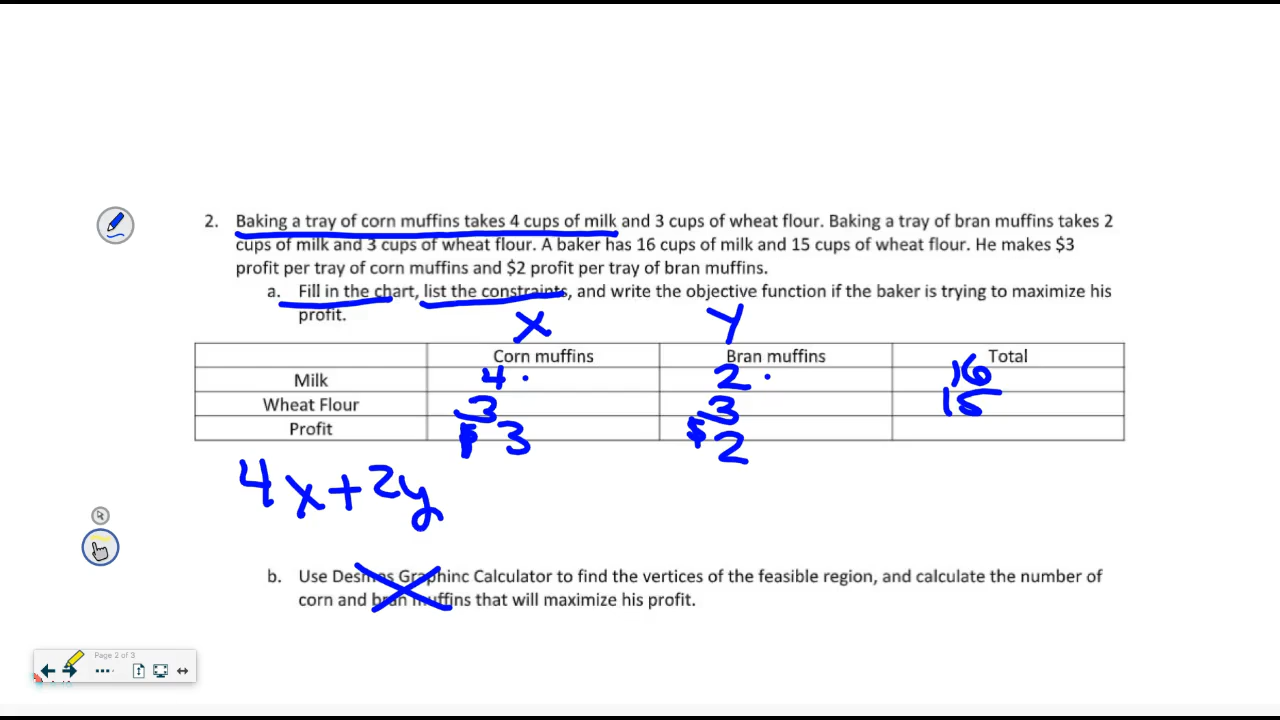 2. Baking a tray of corn muffins takes 4 cups of milk and 3 cups of wheat flour. Baking a tray of bran muffins takes 2
cups of milk and 3 cups of wheat flour. A baker has 16 cups of milk and 15 cups of wheat flour. He makes $3
profit per tray of corn muffins and $2 profit per tray of bran muffins.
a. Fill in the chart, list the constraints, and write the objective function if the baker is trying to maximize his
profit.
X Y
Corn muffins Bran muffins Total
Milk 4 · 2 · 16
Wheat Flour 3 3 15
Profit $3 $2
4x+2y
b. Use Desmos Graphinc Calculator to find the vertices of the feasible region, and calculate the number of
corn and bran muffins that will maximize his profit.
Page 2 of 3